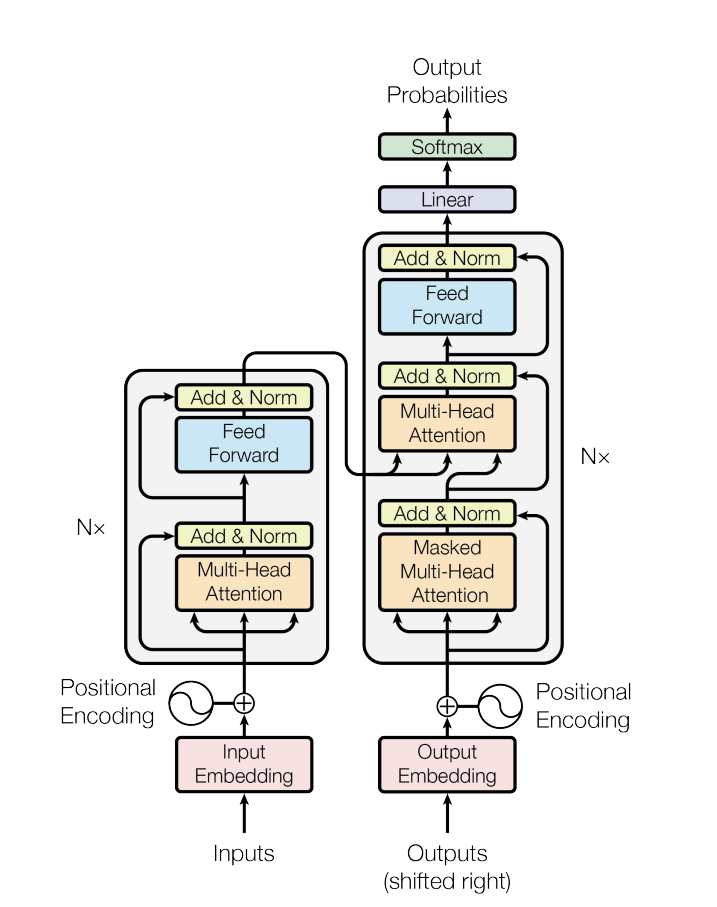 Output
Probabilities
Softmax
Linear
Add & Norm
Feed
Forward
Add & Norm
Multi-Head
Attention
Add & Norm
Masked
Multi-Head
Attention
N×
Add & Norm
Feed
Forward
Add & Norm
Multi-Head
Attention
N×
Positional
Encoding
Positional
Encoding
Input
Embedding
Output
Embedding
Inputs
Outputs
(shifted right)